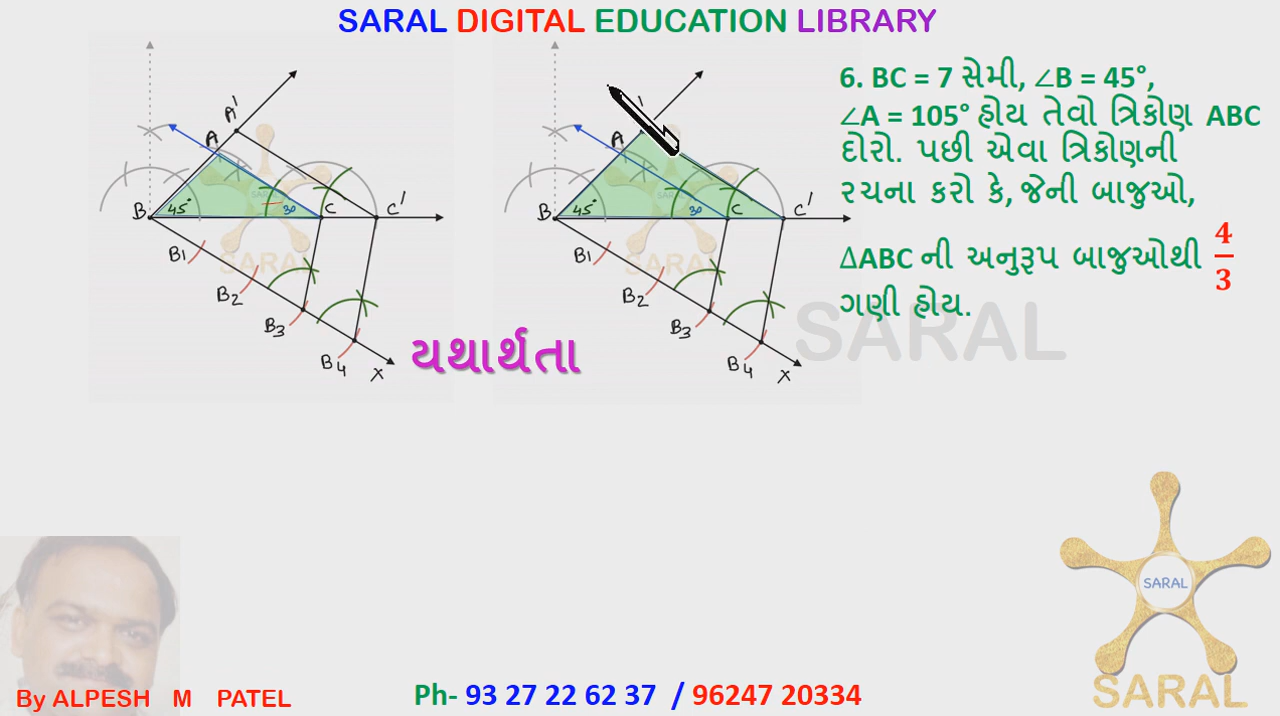 SARAL DIGITAL EDUCATION LIBRARY
A'
A
B
45°
30
C
C'
B1
B2
B3
B4
X
A
B
45°
30
C
C'
B1
B2
B3
B4
X
SARAL
SARAL
યથાર્થતા
6. BC = 7 સેમી, ∠B = 45°,
∠A = 105° હોય તેવો ત્રિકોણ ABC
દોરો. પછી એવા ત્રિકોણની
રચના કરો કે, જેની બાજુઓ,
ΔABC ની અનુરૂપ બાજુઓથી 4/3
ગણી હોય.
SARAL
SARAL
SARAL
By ALPESH M PATEL
Ph- 93 27 22 62 37 / 96247 20334